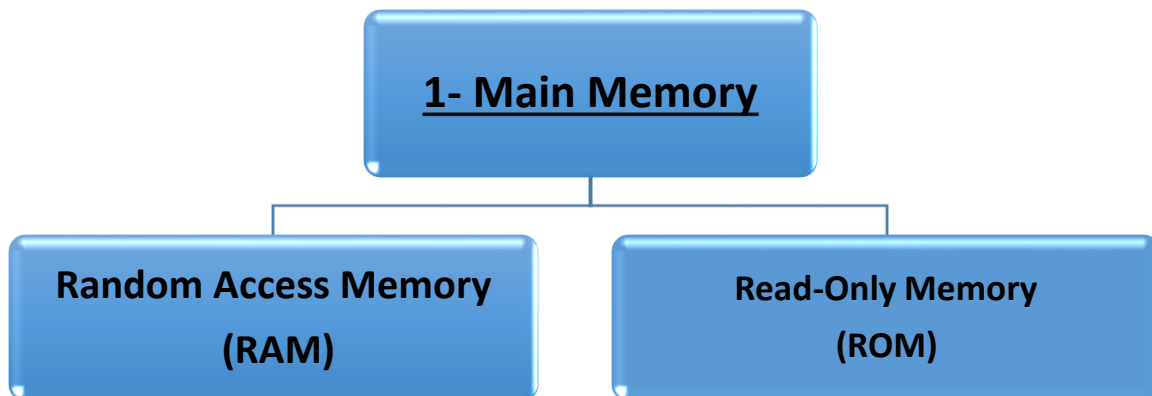 1- Main Memory
Random Access Memory
(RAM)
Read-Only Memory
(ROM)